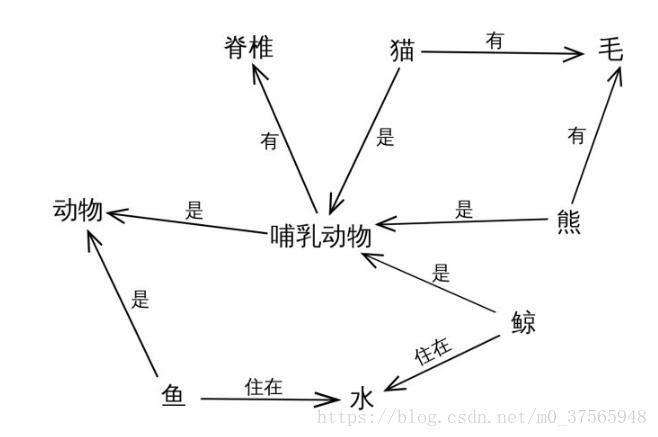 脊椎
猫
有
毛
有
是
有
动物
是
是
熊
哺乳动物
是
是
鲸
住在
鱼
住在
水
https://blog.csdn.net/m0_37565948